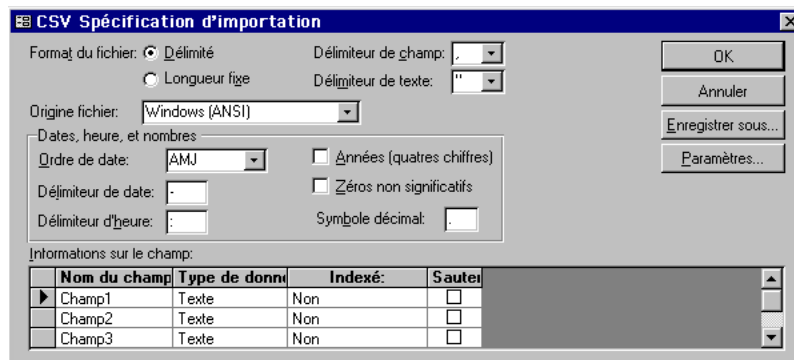 CSV Spécification d'importation
Format du fichier: Délimité Délimiteur de champ: , OK
Longueur fixe Délimiteur de texte: " Annuler
Origine fichier: Windows (ANSI) Enregistrer sous...
Dates, heure, et nombres
Ordre de date: AMJ Années (quatres chiffres) Paramètres...
Délimiteur de date: - Zéros non significatifs
Délimiteur d'heure: : Symbole décimal: .
Informations sur le champ:
Nom du champ Type de donné Indexé: Sauter
Champ1 Texte Non
Champ2 Texte Non
Champ3 Texte Non